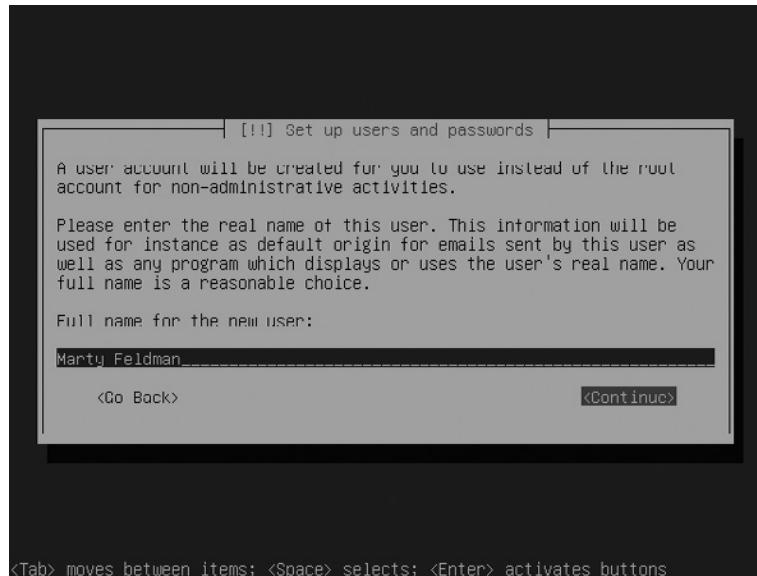 [!!] Set up users and passwords
A user account will be created for you to use instead of the root
account for non-administrative activities.
Please enter the real name of this user. This information will be
used for instance as default origin for emails sent by this user as
well as any program which displays or uses the user's real name. Your
full name is a reasonable choice.
Full name for the new user:
Marty Feldman
<Go Back> <Continue>
<Tab> moves between items; <Space> selects; <Enter> activates buttons